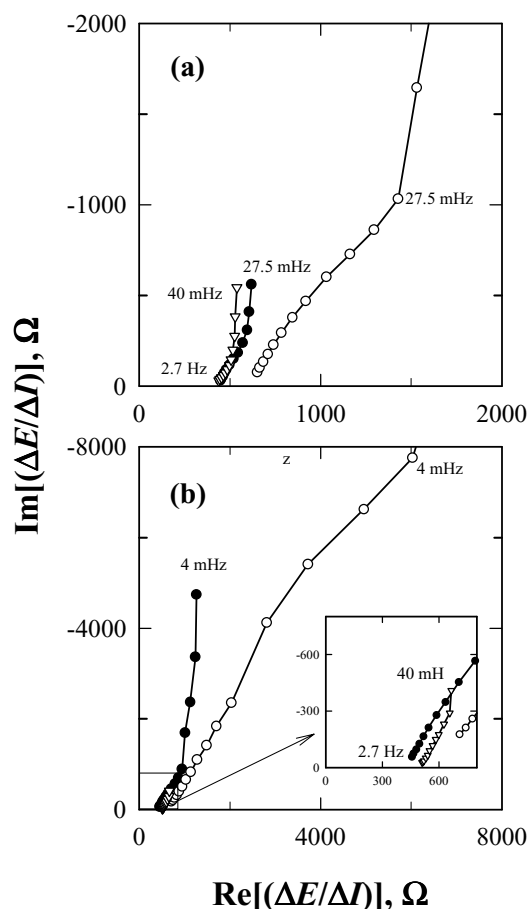 -2000
(a)
Im[(ΔE/ΔI)], Ω
-1000
27.5 mHz
27.5 mHz
40 mHz
2.7 Hz
0
0
1000
2000
-8000
z
(b)
4 mHz
4 mHz
-4000
-600
40 mH
-300
2.7 Hz
0
0
300
600
0
0
4000
8000
Re[(ΔE/ΔI)], Ω